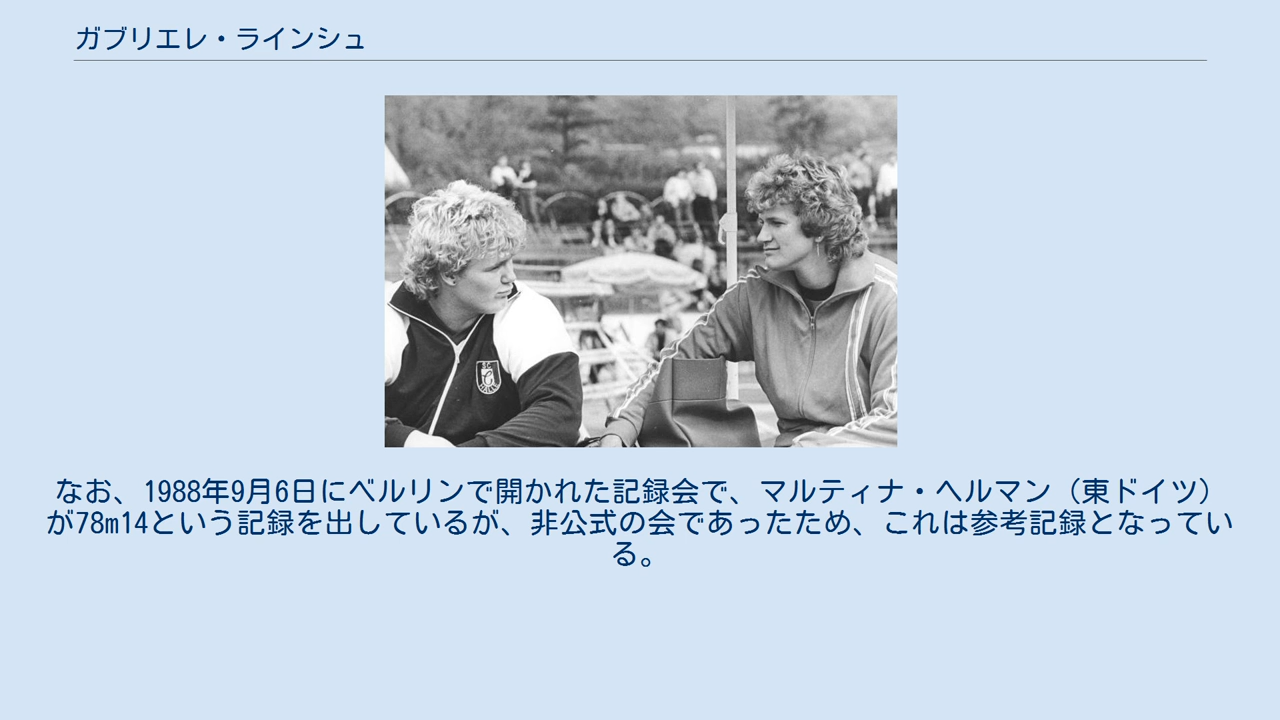 ガブリエレ・ラインシュ
なお、1988年9月6日にベルリンで開かれた記録会で、マルティナ・ヘルマン（東ドイツ）
が78m14という記録を出しているが、非公式の会であったため、これは参考記録となってい
る。